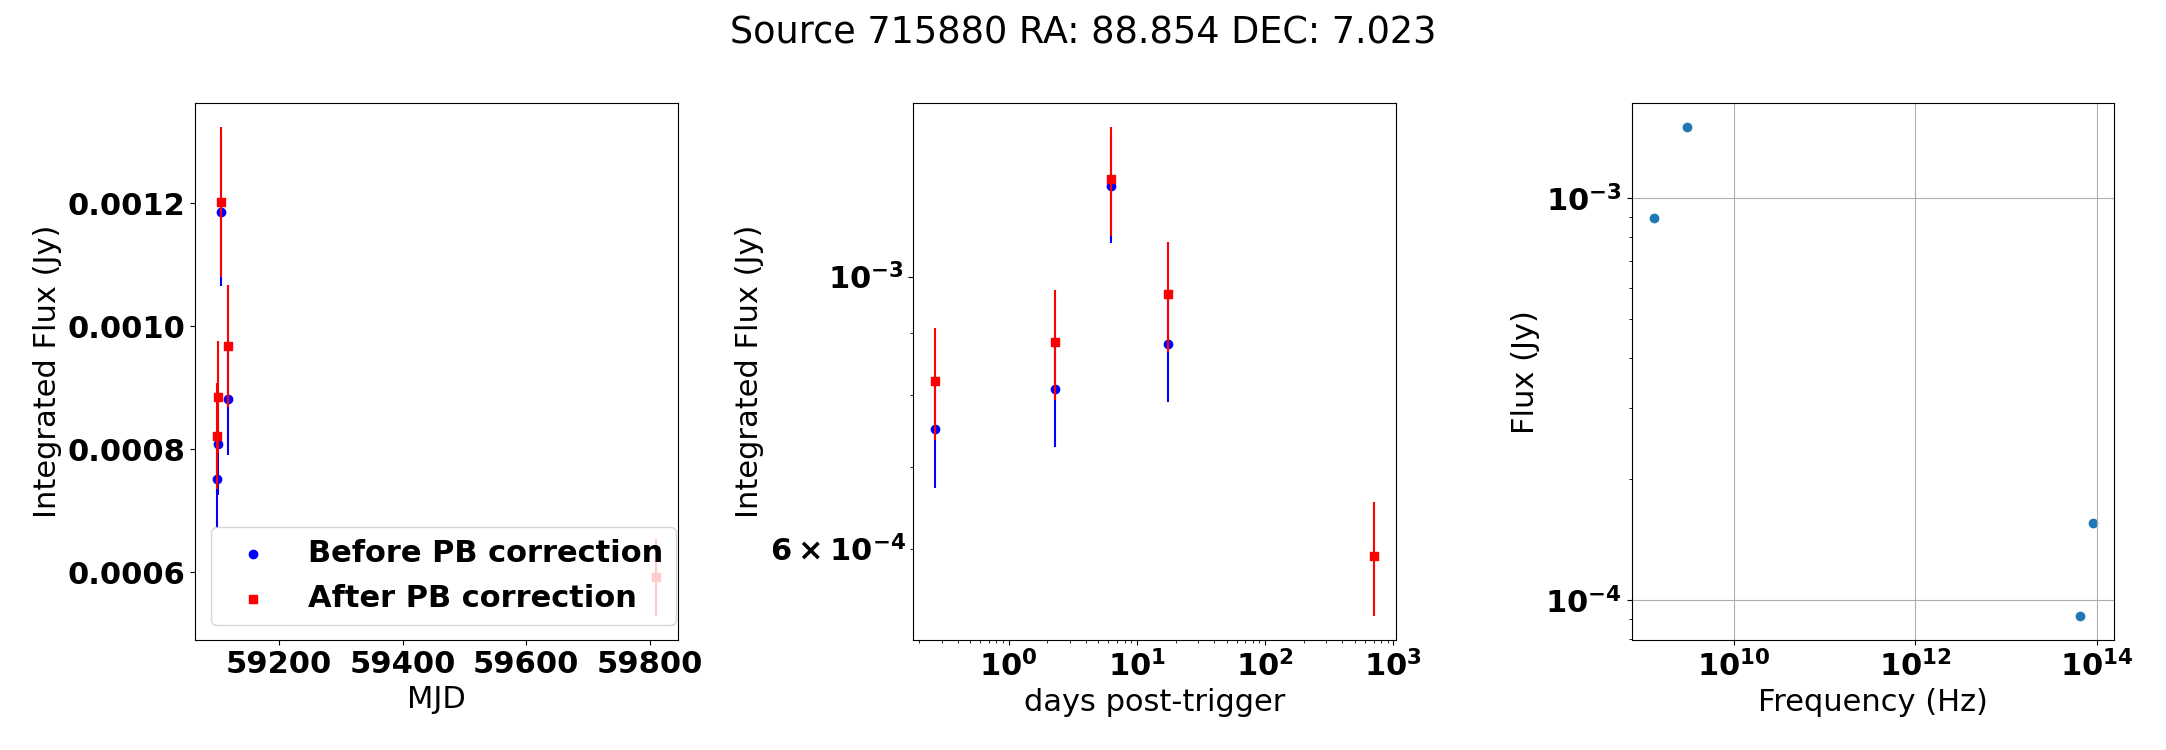 Source 715880 RA: 88.854 DEC: 7.023
Integrated Flux (Jy)
0.0012
0.0010
0.0008
0.0006
Before PB correction
After PB correction
59200 59400 59600 59800
MJD
Integrated Flux (Jy)
10⁻³
6 × 10⁻⁴
10⁰ 10¹ 10² 10³
days post-trigger
Flux (Jy)
10⁻³
10⁻⁴
10¹⁰ 10¹² 10¹⁴
Frequency (Hz)